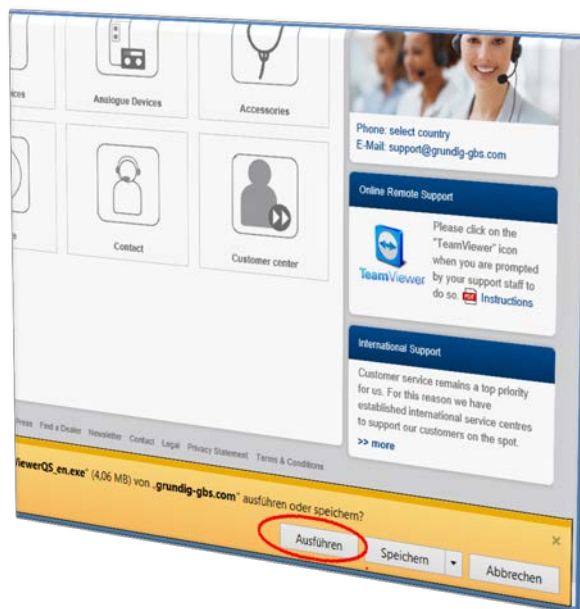 Analogue Devices
Accessories
Contact
Customer center
Phone: select country
E-Mail: support@grundig-gbs.com
Online Remote Support
TeamViewer
Please click on the
"TeamViewer" icon
when you are prompted
by your support staff to
do so. PDF Instructions
International Support
Customer service remains a top priority
for us. For this reason we have
established international service centres
to support our customers on the spot.
>> more
Press Find a Dealer Newsletter Contact Legal Privacy Statement Terms & Conditions
viewerQS_en.exe" (4,06 MB) von „grundig-gbs.com" ausführen oder speichern?
Ausführen
Speichern
Abbrechen